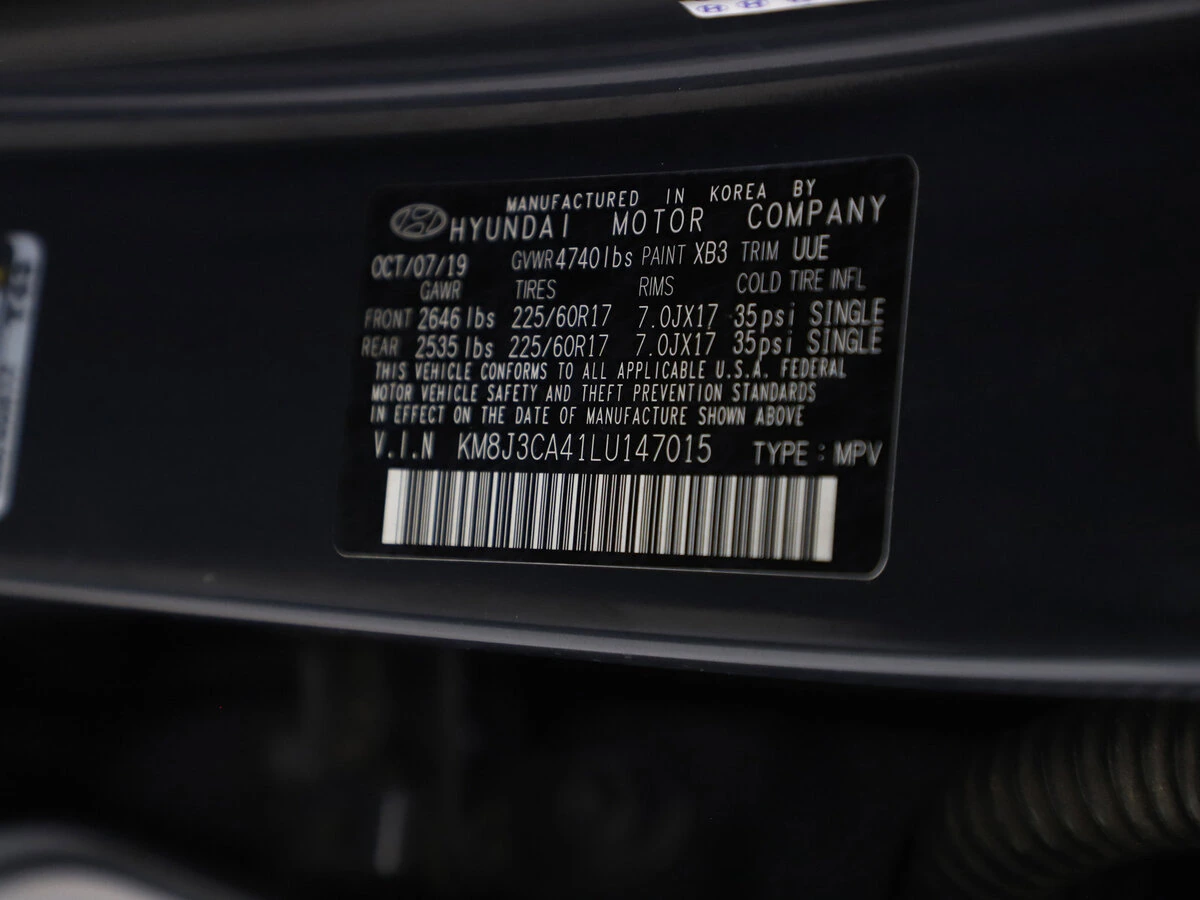 MANUFACTURED IN KOREA BY
HYUNDAI MOTOR COMPANY
OCT/07/19 GVWR 4740lbs PAINT XB3 TRIM UUE
GAWR TIRES RIMS COLD TIRE INFL
FRONT 2646 lbs 225/60R17 7.0JX17 35psi SINGLE
REAR 2535 lbs 225/60R17 7.0JX17 35psi SINGLE
THIS VEHICLE CONFORMS TO ALL APPLICABLE U.S.A. FEDERAL
MOTOR VEHICLE SAFETY AND THEFT PREVENTION STANDARDS
IN EFFECT ON THE DATE OF MANUFACTURE SHOWN ABOVE
V.I.N KM8J3CA41LU147015 TYPE : MPV